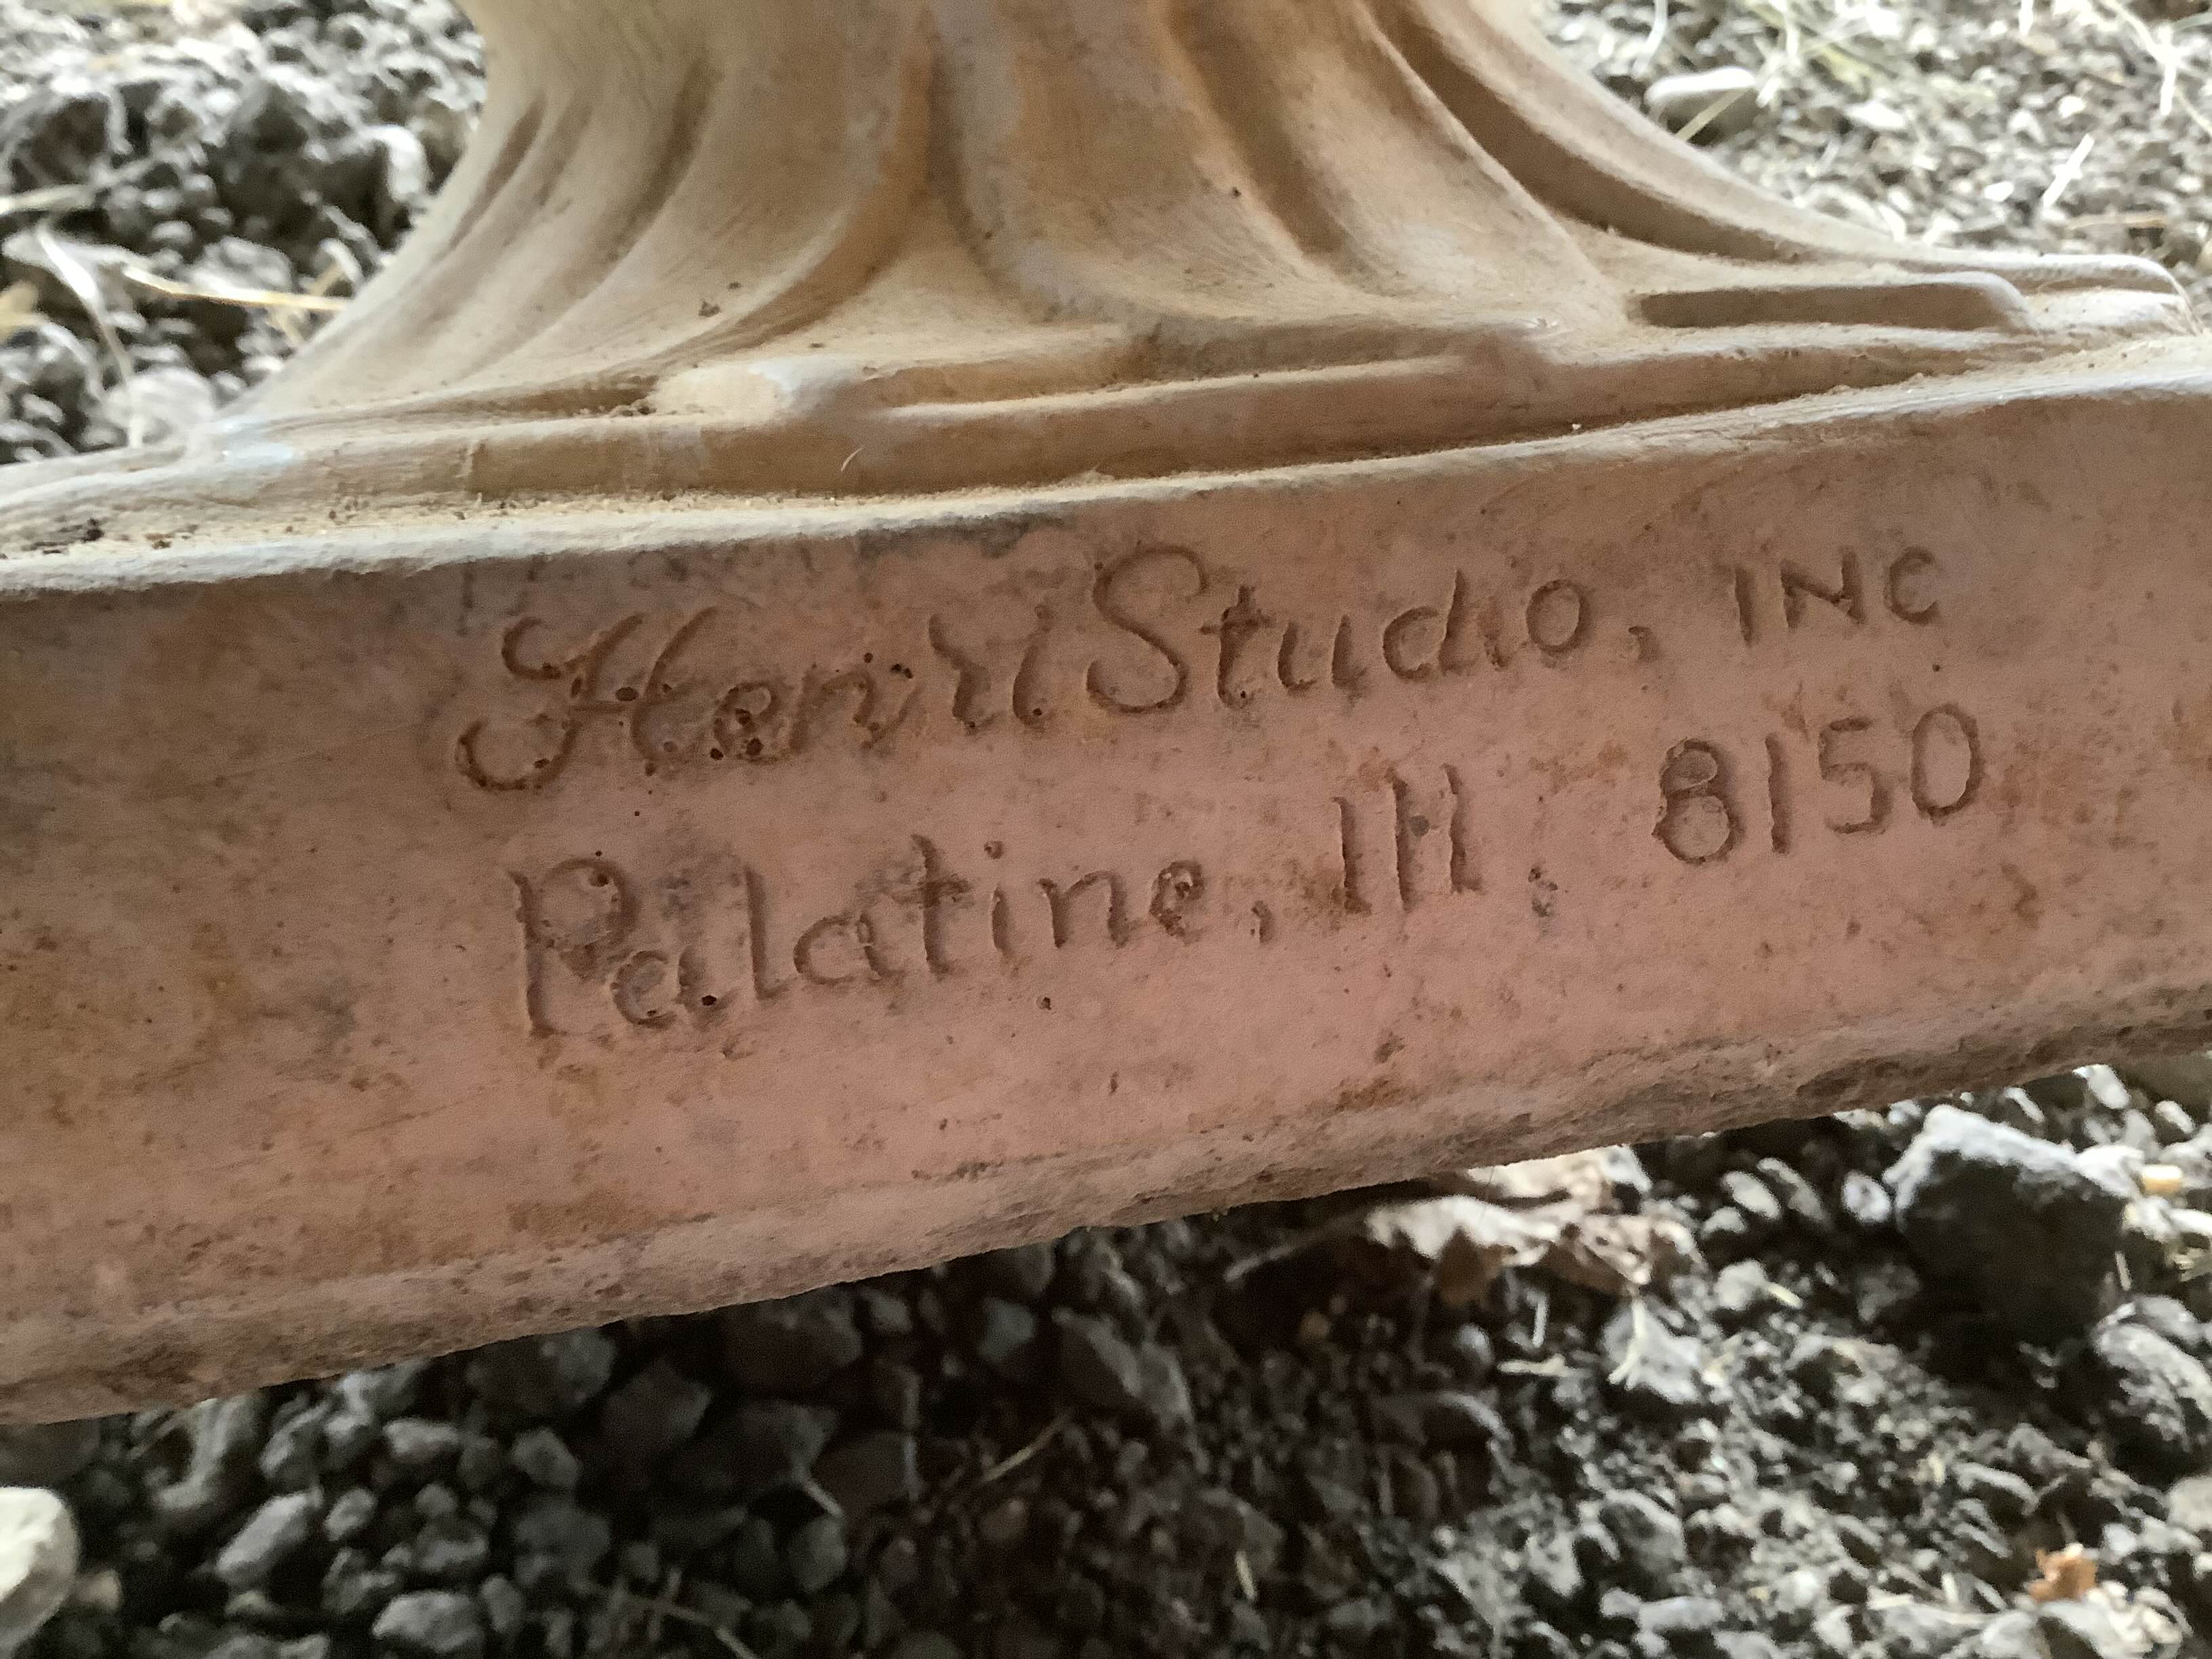 Henri Studio, INC
Palatine, Ill. 8150